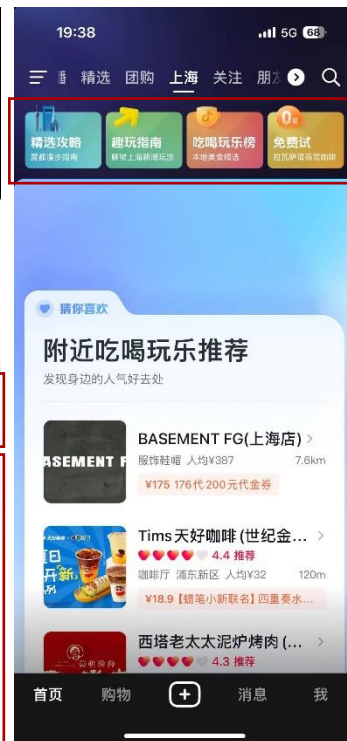 19:38
5G 68
精选 团购 上海 关注 朋
精选攻略
趣玩指南
吃喝玩乐榜
免费试
魔都漫步指南
解锁上海新潮玩法
本地美食精选
猜你喜欢
附近吃喝玩乐推荐
发现身边的人气好去处
ASEMENT F
BASEMENT FG(上海店)
服饰鞋帽 人均¥387 7.6km
¥175 176代200元代金券
Tims天好咖啡(世纪金...
4.4 推荐
咖啡厅 浦东新区 人均¥32 120m
¥18.9【蜡笔小新联名】四重奏水...
西塔老太太泥炉烤肉(...
4.3 推荐
首页 购物 消息 我